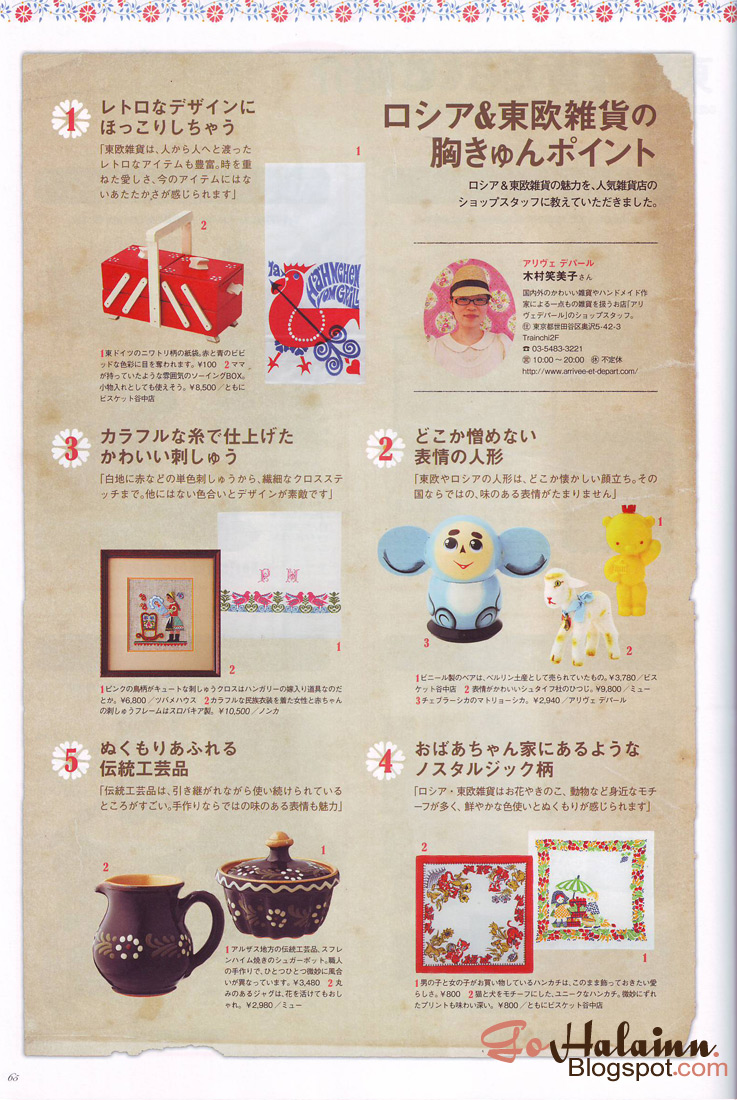 ロシア&東欧雑貨の
胸きゅんポイント
ロシア&東欧雑貨の魅力を、人気雑貨店の
ショップスタッフに教えていただきました。
アリヴェ デパール
木村笑美子さん
国内外のかわいい雑貨やハンドメイド作
家による一点もの雑貨を扱うお店「アリ
ヴェデパール」のショップスタッフ。
㊟ 東京都世田谷区奥沢5-42-3
Trainchi2F
☎ 03-5483-3221
営 10:00〜20:00 休 不定休
http://www.arrivee-et-depart.com/
1
レトロなデザインに
ほっこりしちゃう
「東欧雑貨は、人から人へと渡った
レトロなアイテムも豊富。時を重
ねた愛しさ、今のアイテムにはな
いあたたかさが感じられます」
1
2
Ja,
HÄHNCHEN
VOM GRILL
1東ドイツのニワトリ柄の紙袋。赤と青のビビ
ッドな色彩に目を奪われます。¥100 2ママ
が持っていたような雰囲気のソーイングBOX。
小物入れとしても使えそう。¥8,500/ともに
ビスケット谷中店
2
どこか憎めない
表情の人形
「東欧やロシアの人形は、どこか懐かしい顔立ち。その
国ならではの、味のある表情がたまりません」
1
3
2
1ビニール製のベアは、ベルリン土産として売られていたもの。¥3,780/ビス
ケット谷中店 2表情がかわいいシュタイフ社のひつじ。¥9,800/ミュー
3チェブラーシカのマトリョーシカ。¥2,940/アリヴェ デパール
3
カラフルな糸で仕上げた
かわいい刺しゅう
「白地に赤などの単色刺しゅうから、繊細なクロスステ
ッチまで。他にはない色合いとデザインが素敵です」
P M
1
2
1ピンクの鳥柄がキュートな刺しゅうクロスはハンガリーの嫁入り道具なのだ
とか。¥6,800/ツバメハウス 2カラフルな民族衣装を着た女性と赤ちゃん
の刺しゅうフレームはスロバキア製。¥10,500/ノンカ
4
おばあちゃん家にあるような
ノスタルジック柄
「ロシア・東欧雑貨はお花やきのこ、動物など身近なモチ
ーフが多く、鮮やかな色使いとぬくもりが感じられます」
2
1
1男の子と女の子がお買い物しているハンカチは、このまま飾っておきたい愛
らしさ。¥800 2猫と犬をモチーフにした、ユニークなハンカチ。微妙にずれ
たプリントも味わい深い。¥800/ともにビスケット谷中店
5
ぬくもりあふれる
伝統工芸品
「伝統工芸品は、引き継がれながら使い続けられている
ところがすごい。手作りならではの味のある表情も魅力」
2
1
1アルザス地方の伝統工芸品、スフレ
ンハイム焼きのシュガーポット。職人
の手作りで、ひとつひとつ微妙に風合
いが異なっています。¥3,480 2丸
みのあるジャグは、花を活けてもおし
ゃれ。¥2,980/ミュー
65
GoHalainn.
Blogspot.com